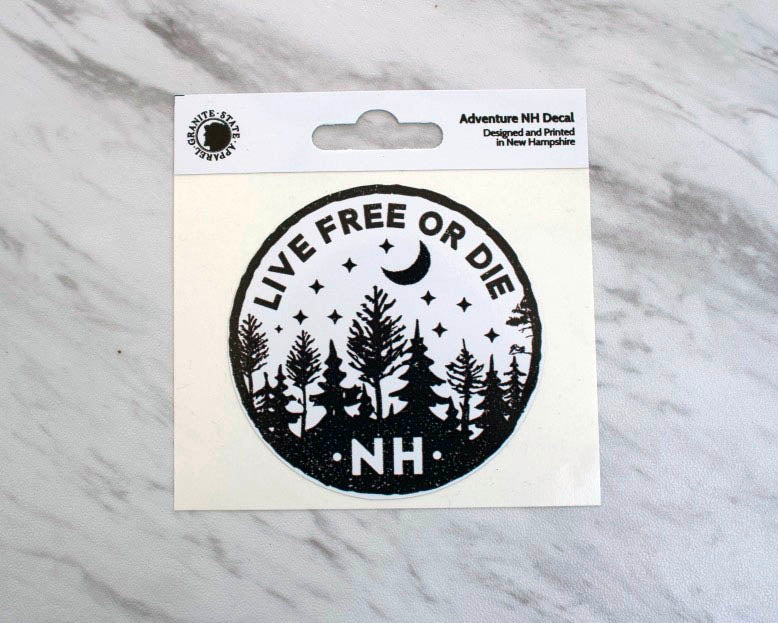 GRANITE · STATE · APPAREL ·
Adventure NH Decal
Designed and Printed
in New Hampshire
LIVE FREE OR DIE
· NH ·